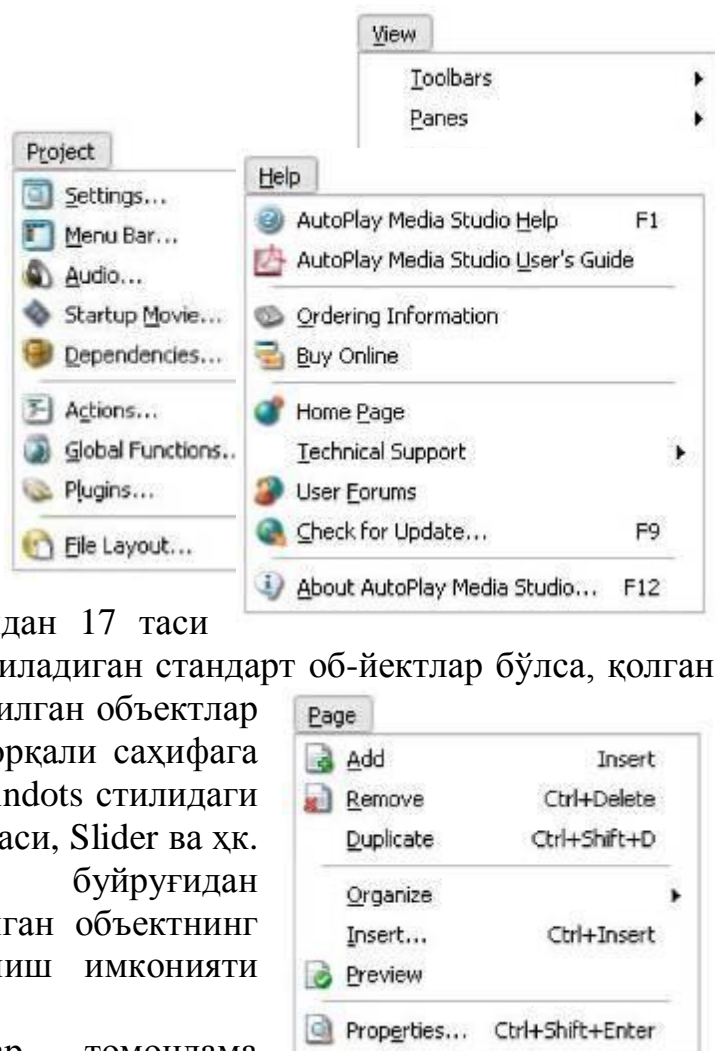 View
Toolbars
Panes
Project
Settings...
Menu Bar...
Audio...
Startup Movie...
Dependencies...
Actions...
Global Functions..
Plugins...
File Layout...
Help
AutoPlay Media Studio Help F1
AutoPlay Media Studio User's Guide
Ordering Information
Buy Online
Home Page
Technical Support
User Forums
Check for Update... F9
About AutoPlay Media Studio... F12
дан 17 таси
иладиган стандарт об-йектлар бўлса, қолган
илган объектлар
орқали саҳифага
indots стилидаги
аси, Slider ва ҳк.
буйруғидан
лган объектнинг
лиш имконияти
Page
Add Insert
Remove Ctrl+Delete
Duplicate Ctrl+Shift+D
Organize
Insert... Ctrl+Insert
Preview
Properties... Ctrl+Shift+Enter